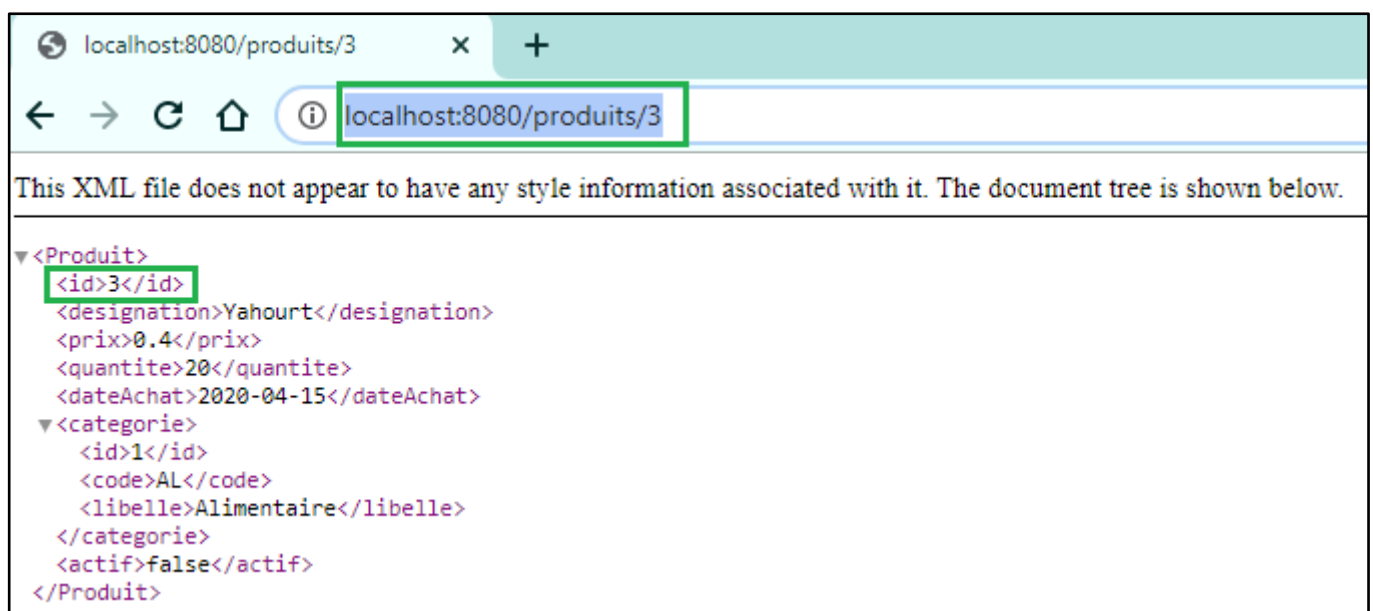 localhost:8080/produits/3
localhost:8080/produits/3
This XML file does not appear to have any style information associated with it. The document tree is shown below.
▼<Produit>
<id>3</id>
<designation>Yahourt</designation>
<prix>0.4</prix>
<quantite>20</quantite>
<dateAchat>2020-04-15</dateAchat>
▼<categorie>
<id>1</id>
<code>AL</code>
<libelle>Alimentaire</libelle>
</categorie>
<actif>false</actif>
</Produit>